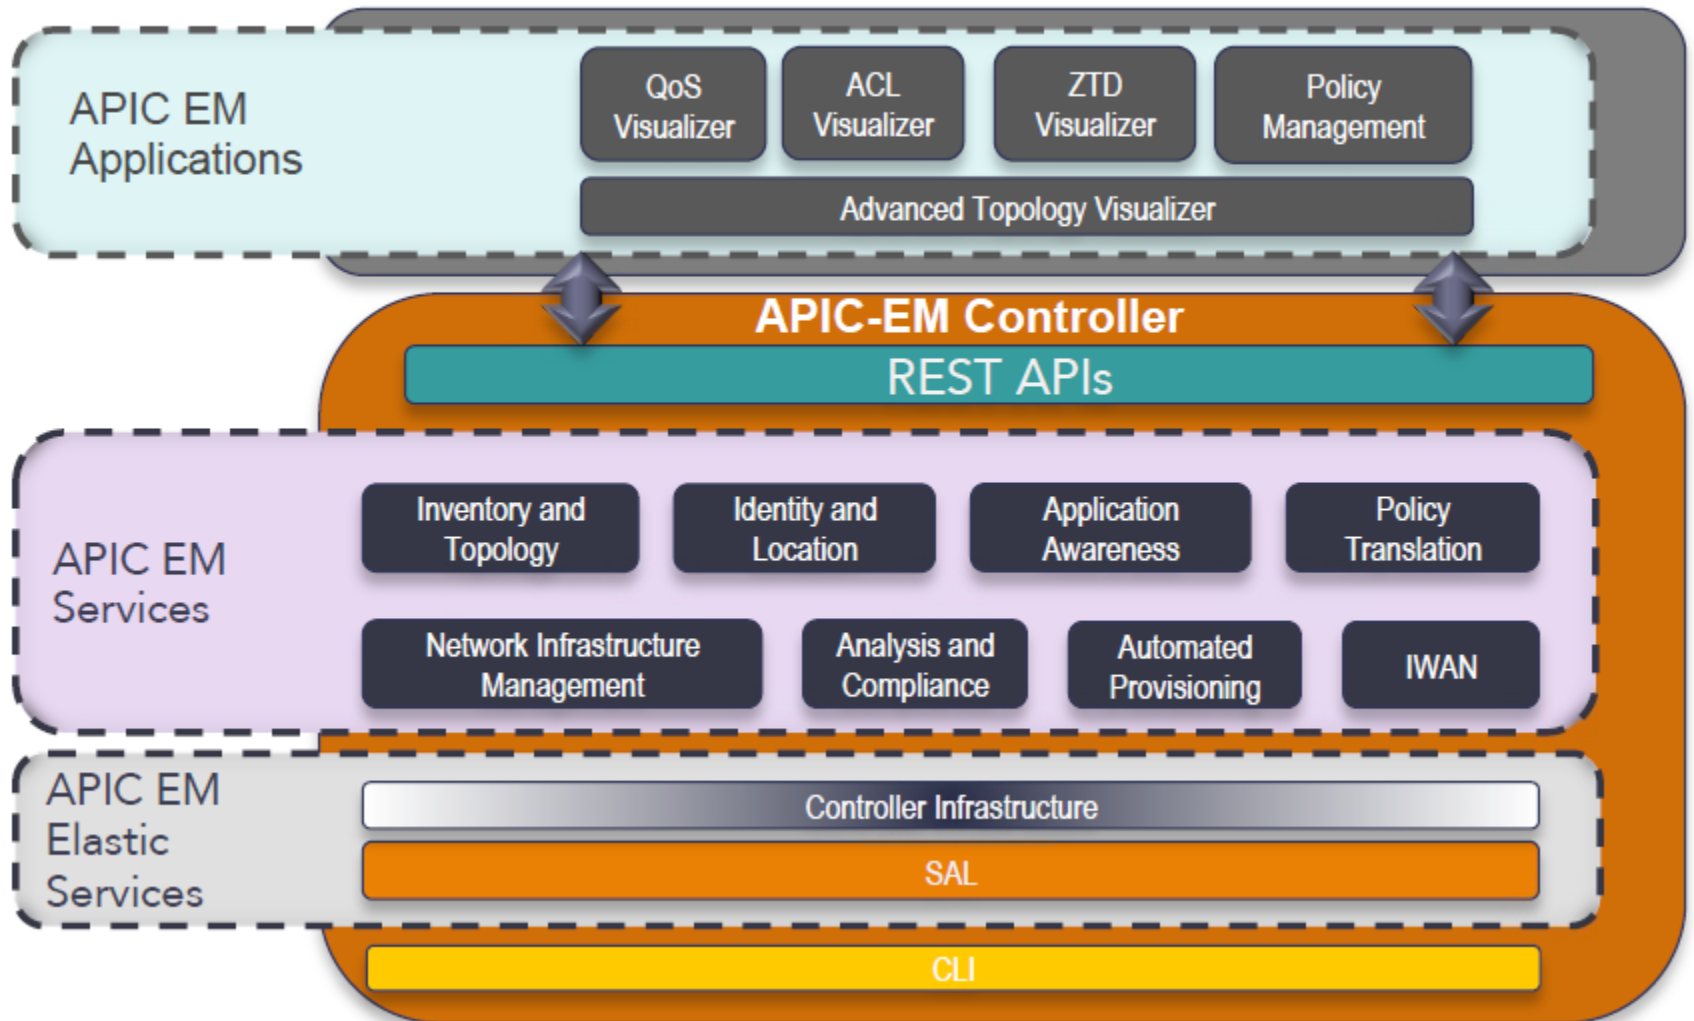 APIC EM
Applications
QoS
Visualizer
ACL
Visualizer
ZTD
Visualizer
Policy
Management
Advanced Topology Visualizer
APIC-EM Controller
REST APIs
APIC EM
Services
Inventory and
Topology
Identity and
Location
Application
Awareness
Policy
Translation
Network Infrastructure
Management
Analysis and
Compliance
Automated
Provisioning
IWAN
APIC EM
Elastic
Services
Controller Infrastructure
SAL
CLI